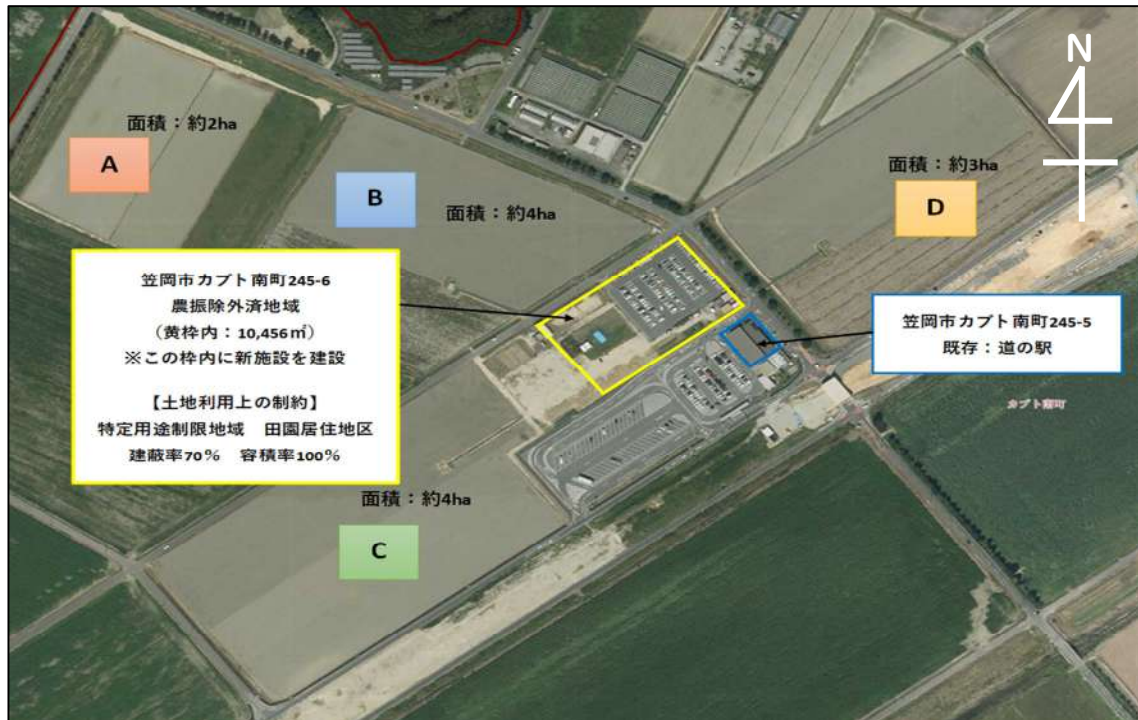 N
面積：約2ha
A
面積：約3ha
D
B
面積：約4ha
笠岡市カブト南町245-6
農振除外済地域
（黄枠内：10,456㎡）
※この枠内に新施設を建設
【土地利用上の制約】
特定用途制限地域　田園居住地区
建蔽率70％　容積率100％
笠岡市カブト南町245-5
既存：道の駅
カブト南町
面積：約4ha
C